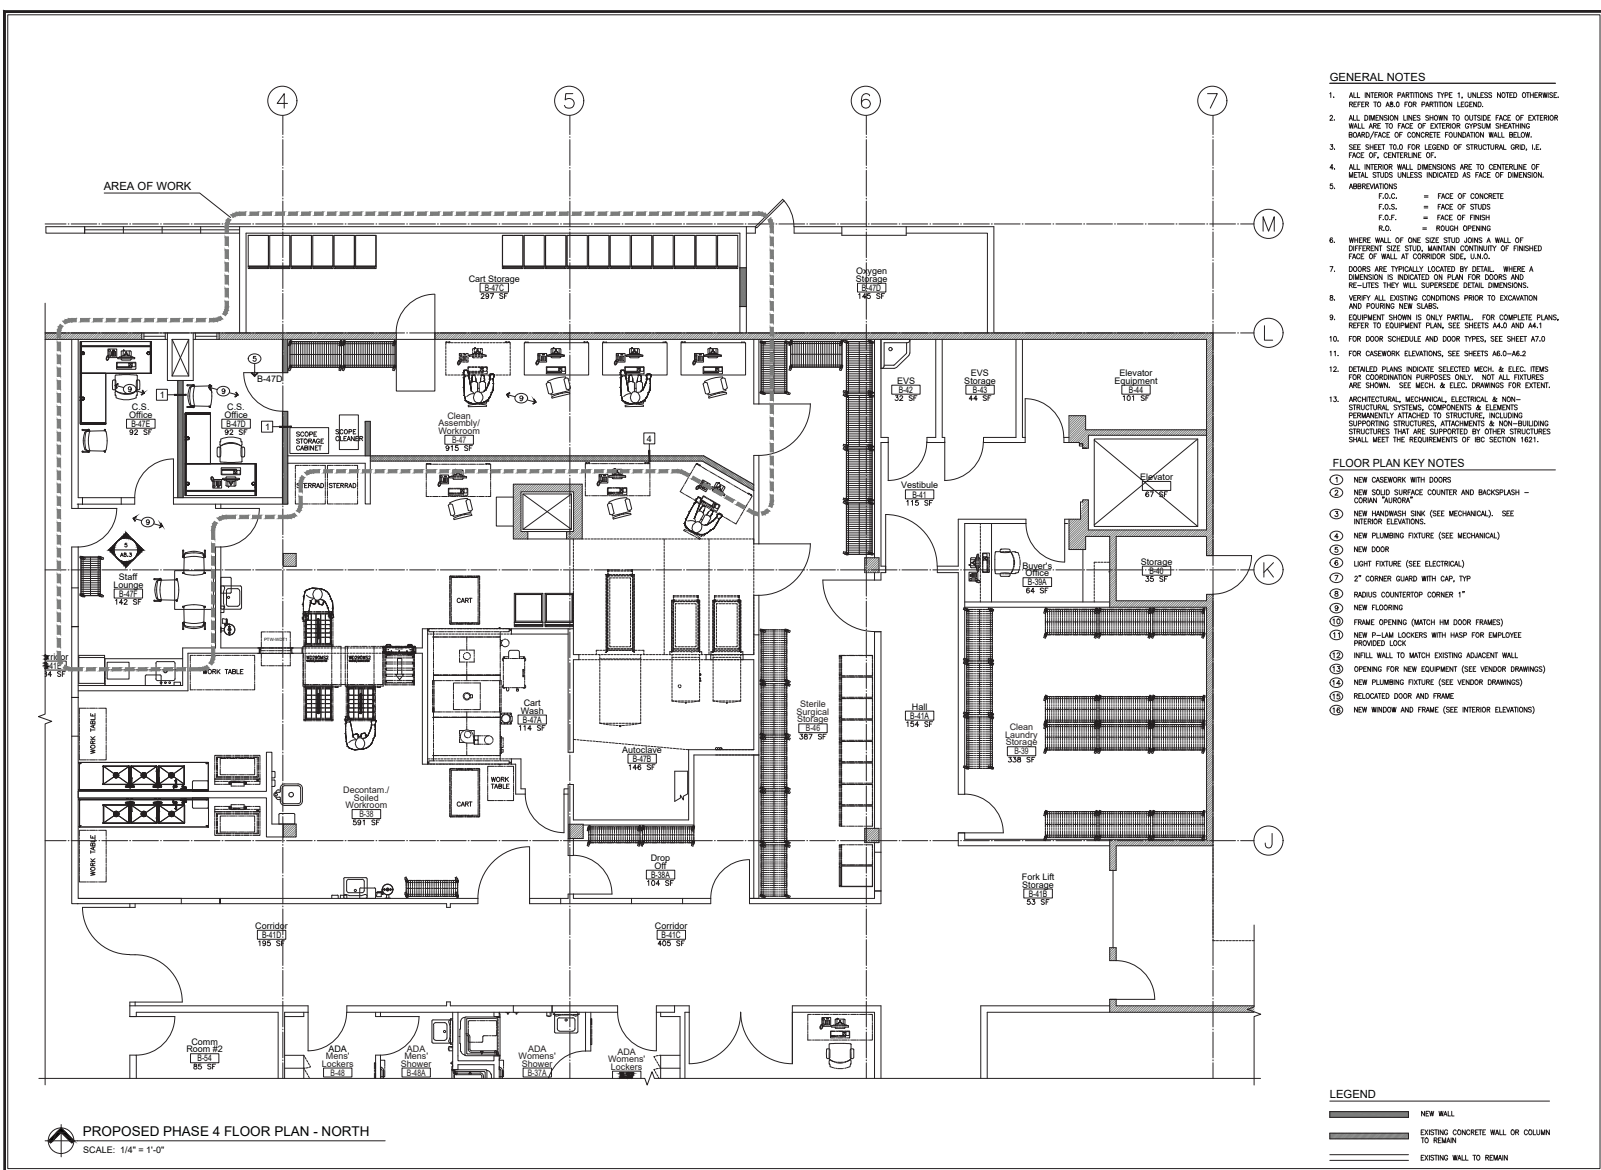 4
5
6
7
AREA OF WORK
M
L
K
J
Cart Storage
B-47C
297 SF
Oxygen
Storage
B-47D
145 SF
5
B-47D
1
9
9
C.S.
Office
B-47E
92 SF
C.S.
Office
B-47D
92 SF
1
SCOPE
STORAGE
CABINET
SCOPE
CLEANER
9
Clean
Assembly/
Workroom
B-47
915 SF
4
STERRAD
STERRAD
EVS
B-42
32 SF
EVS
Storage
B-43
44 SF
Elevator
Equipment
B-44
101 SF
Vestibule
B-41
115 SF
Elevator
67 SF
9
5
A8.3
Staff
Lounge
B-47F
142 SF
Buyer's
Office
B-39A
64 SF
Storage
B-40
35 SF
CART
WORK TABLE
WORK TABLE
WORK TABLE
Cart
Wash
B-47A
114 SF
Autoclave
B-47B
146 SF
Sterile
Surgical
Storage
B-46
387 SF
Hall
B-41A
154 SF
Clean
Laundry
Storage
B-39
338 SF
Decontam./
Soiled
Workroom
B-38
591 SF
CART
WORK
TABLE
Drop
Off
B-38A
104 SF
Fork Lift
Storage
B-41B
53 SF
Corridor
B-41D
195 SF
Corridor
B-41C
405 SF
Comm
Room #2
B-54
85 SF
ADA
Mens'
Lockers
B-48
ADA
Mens'
Shower
B-48A
ADA
Womens'
Shower
B-37A
ADA
Womens'
Lockers
PROPOSED PHASE 4 FLOOR PLAN - NORTH
SCALE: 1/4" = 1'-0"
GENERAL NOTES
1. ALL INTERIOR PARTITIONS TYPE 1, UNLESS NOTED OTHERWISE.
REFER TO A8.0 FOR PARTITION LEGEND.
2. ALL DIMENSION LINES SHOWN TO OUTSIDE FACE OF EXTERIOR
WALL ARE TO FACE OF EXTERIOR GYPSUM SHEATHING
BOARD/FACE OF CONCRETE FOUNDATION WALL BELOW.
3. SEE SHEET T0.0 FOR LEGEND OF STRUCTURAL GRID, I.E.
FACE OF, CENTERLINE OF.
4. ALL INTERIOR WALL DIMENSIONS ARE TO CENTERLINE OF
METAL STUDS UNLESS INDICATED AS FACE OF DIMENSION.
5. ABBREVIATIONS
F.O.C. = FACE OF CONCRETE
F.O.S. = FACE OF STUDS
F.O.F. = FACE OF FINISH
R.O. = ROUGH OPENING
6. WHERE WALL OF ONE SIZE STUD JOINS A WALL OF
DIFFERENT SIZE STUD, MAINTAIN CONTINUITY OF FINISHED
FACE OF WALL AT CORRIDOR SIDE, U.N.O.
7. DOORS ARE TYPICALLY LOCATED BY DETAIL. WHERE A
DIMENSION IS INDICATED ON PLAN FOR DOORS AND
RE-LITES THEY WILL SUPERSEDE DETAIL DIMENSIONS.
8. VERIFY ALL EXISTING CONDITIONS PRIOR TO EXCAVATION
AND POURING NEW SLABS.
9. EQUIPMENT SHOWN IS ONLY PARTIAL. FOR COMPLETE PLANS,
REFER TO EQUIPMENT PLAN, SEE SHEETS A4.0 AND A4.1
10. FOR DOOR SCHEDULE AND DOOR TYPES, SEE SHEET A7.0
11. FOR CASEWORK ELEVATIONS, SEE SHEETS A6.0-A6.2
12. DETAILED PLANS INDICATE SELECTED MECH. & ELEC. ITEMS
FOR COORDINATION PURPOSES ONLY. NOT ALL FIXTURES
ARE SHOWN. SEE MECH. & ELEC. DRAWINGS FOR EXTENT.
13. ARCHITECTURAL, MECHANICAL, ELECTRICAL & NON-
STRUCTURAL SYSTEMS, COMPONENTS & ELEMENTS
PERMANENTLY ATTACHED TO STRUCTURE, INCLUDING
SUPPORTING STRUCTURES, ATTACHMENTS & NON-BUILDING
STRUCTURES THAT ARE SUPPORTED BY OTHER STRUCTURES
SHALL MEET THE REQUIREMENTS OF IBC SECTION 1621.
FLOOR PLAN KEY NOTES
1 NEW CASEWORK WITH DOORS
2 NEW SOLID SURFACE COUNTER AND BACKSPLASH -
CORIAN "AURORA"
3 NEW HANDWASH SINK (SEE MECHANICAL). SEE
INTERIOR ELEVATIONS.
4 NEW PLUMBING FIXTURE (SEE MECHANICAL)
5 NEW DOOR
6 LIGHT FIXTURE (SEE ELECTRICAL)
7 2" CORNER GUARD WITH CAP, TYP
8 RADIUS COUNTERTOP CORNER 1"
9 NEW FLOORING
10 FRAME OPENING (MATCH HM DOOR FRAMES)
11 NEW P-LAM LOCKERS WITH HASP FOR EMPLOYEE
PROVIDED LOCK
12 INFILL WALL TO MATCH EXISTING ADJACENT WALL
13 OPENING FOR NEW EQUIPMENT (SEE VENDOR DRAWINGS)
14 NEW PLUMBING FIXTURE (SEE VENDOR DRAWINGS)
15 RELOCATED DOOR AND FRAME
16 NEW WINDOW AND FRAME (SEE INTERIOR ELEVATIONS)
LEGEND
NEW WALL
EXISTING CONCRETE WALL OR COLUMN
TO REMAIN
EXISTING WALL TO REMAIN